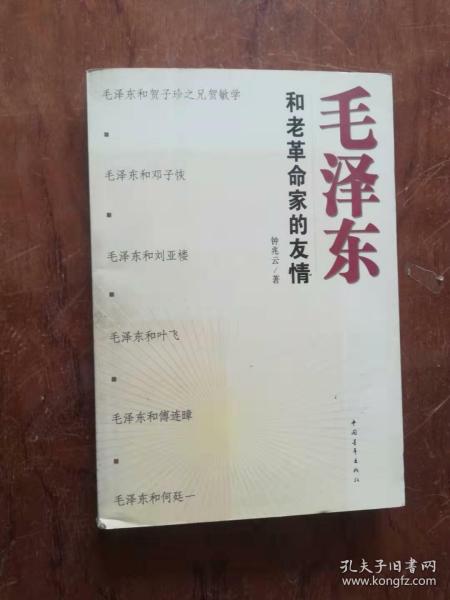 毛泽东
和老革命家的友情
钟兆云/著
毛泽东和贺子珍之兄贺敏学
毛泽东和邓子恢
毛泽东和刘亚楼
毛泽东和叶飞
毛泽东和傅连暲
毛泽东和何廷一
中国青年出版社
孔夫子旧书网
www.kongfz.com